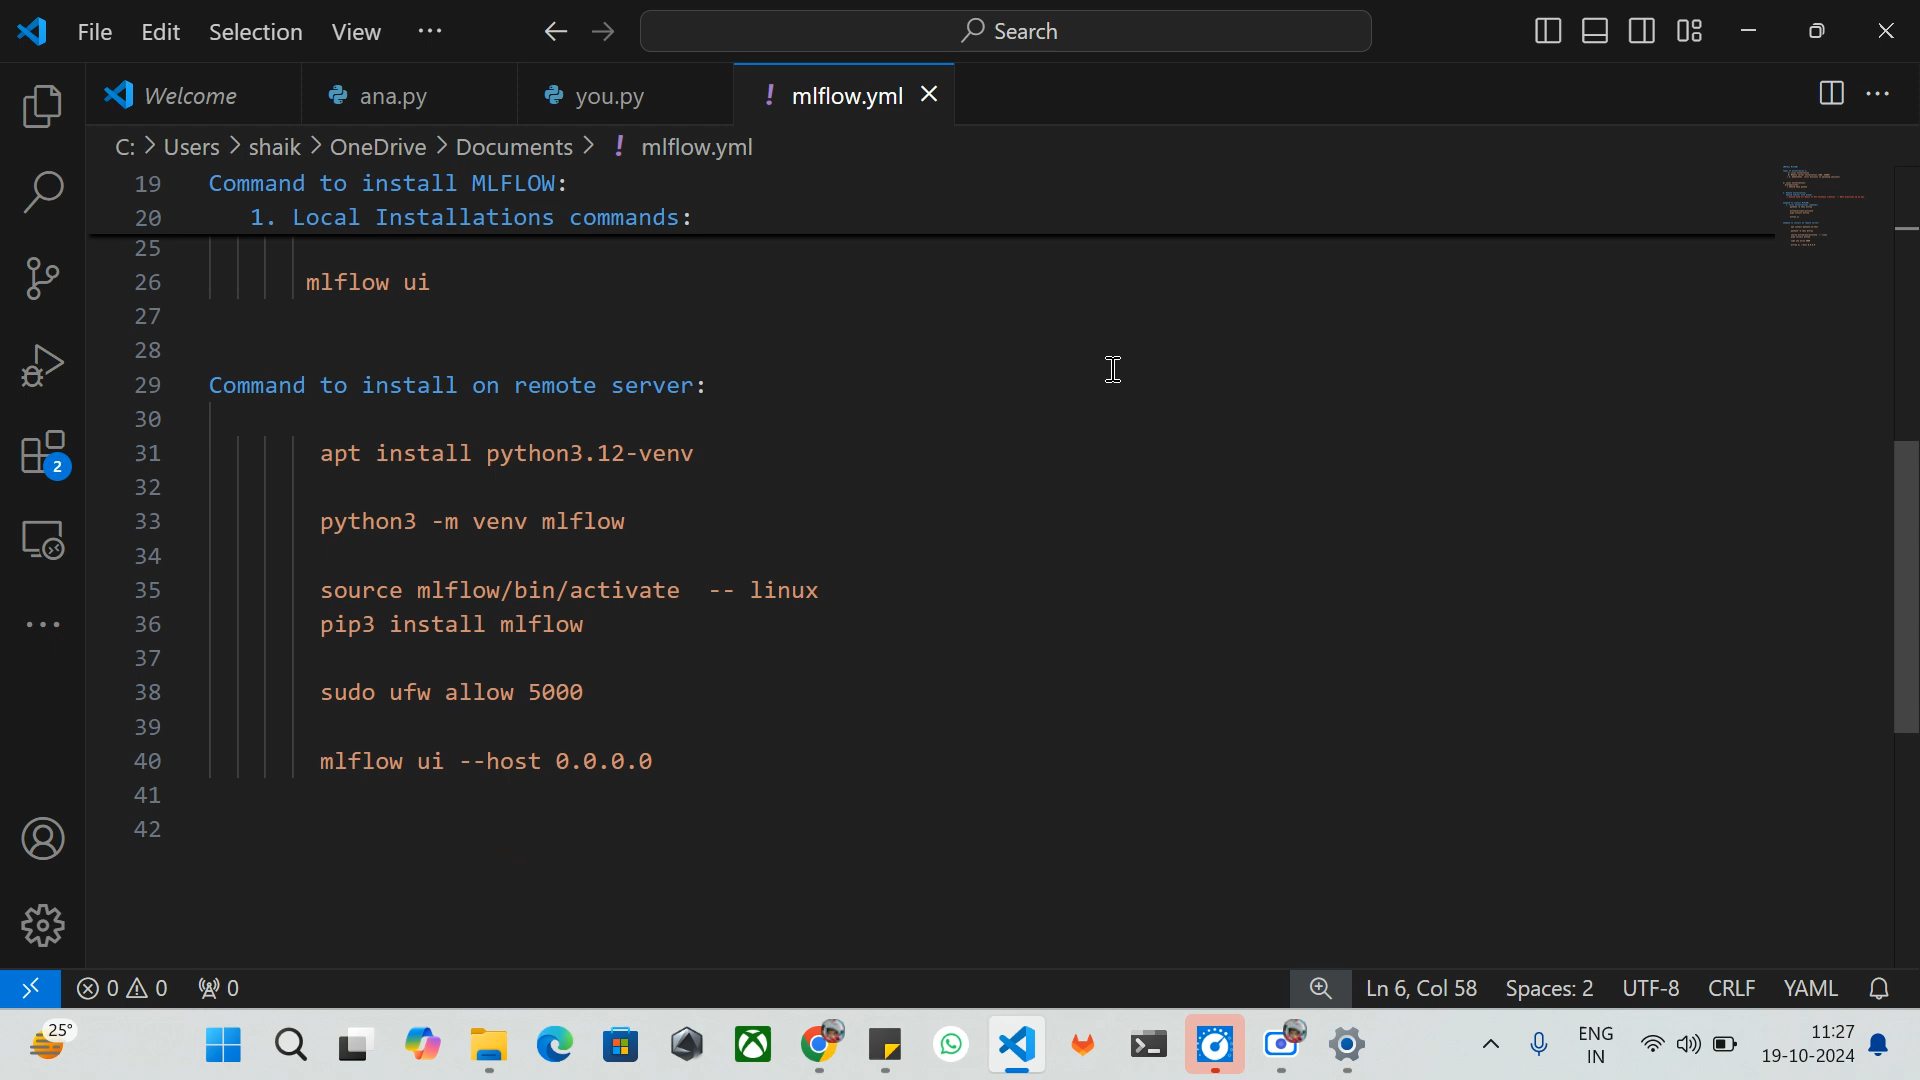 File Edit Selection View ··· Search
Welcome ana.py you.py ! mlflow.yml
C: > Users > shaik > OneDrive > Documents > ! mlflow.yml
19 Command to install MLFLOW:
20 1. Local Installations commands:
25
26 mlflow ui
27
28
29 Command to install on remote server:
30
31 apt install python3.12-venv
32
33 python3 -m venv mlflow
34
35 source mlflow/bin/activate -- linux
36 pip3 install mlflow
37
38 sudo ufw allow 5000
39
40 mlflow ui --host 0.0.0.0
41
42
2
0 0 0 Ln 6, Col 58 Spaces: 2 UTF-8 CRLF YAML
25° ENG IN 11:27 19-10-2024